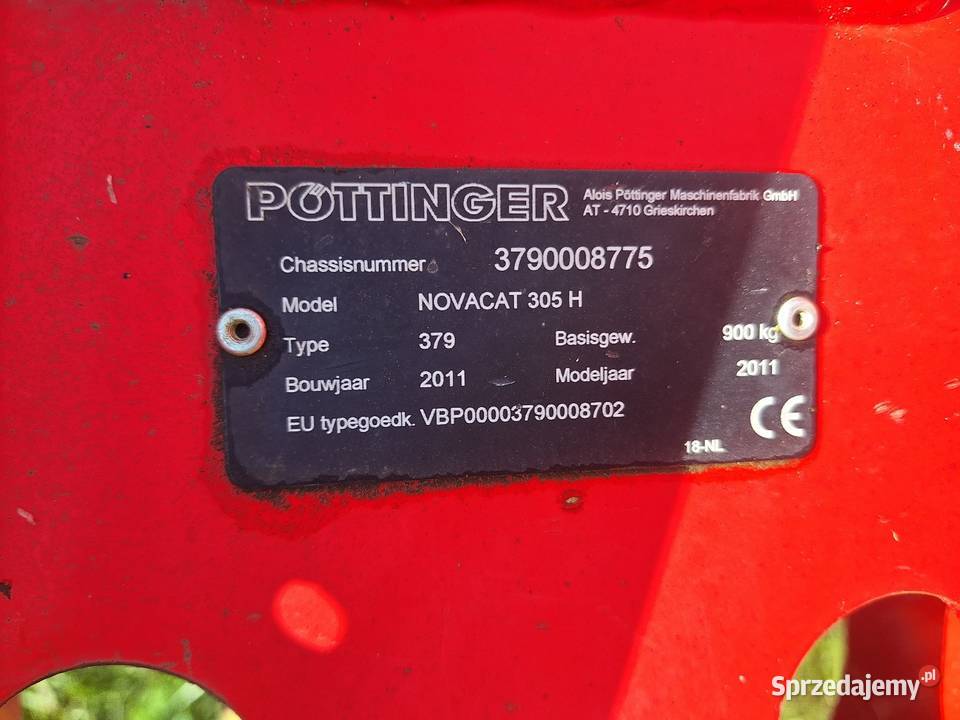 PÖTTINGER
Alois Pöttinger Maschinenfabrik GmbH
AT - 4710 Grieskirchen
Chassisnummer 3790008775
Model NOVACAT 305 H
Type 379 Basisgew. 900 kg
Bouwjaar 2011 Modeljaar 2011
EU typegoedk. VBP00003790008702
CE
18-NL
Sprzedajemy.pl